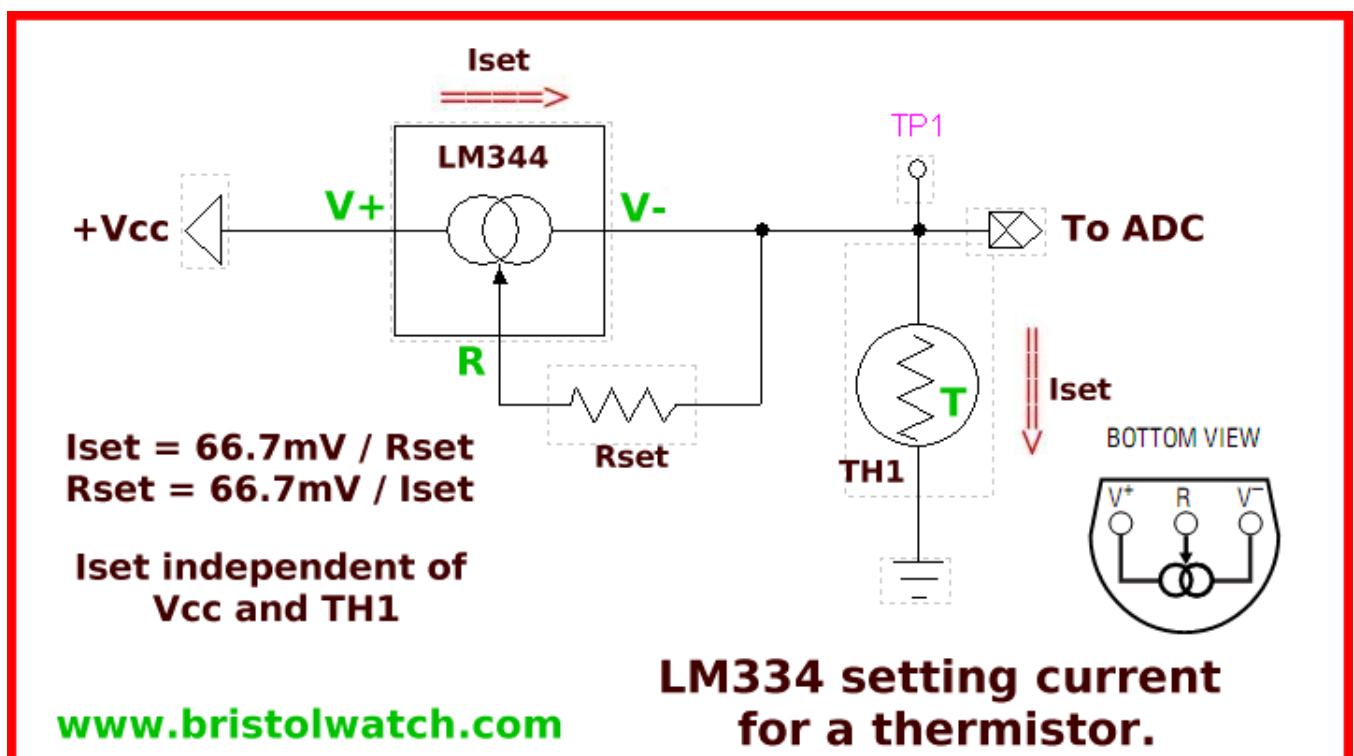 Iset
====>
LM344
TP1
V+
V-
+Vcc
To ADC
R
T
Iset
Rset
TH1
BOTTOM VIEW
V+ R V−
Iset = 66.7mV / Rset
Rset = 66.7mV / Iset
Iset independent of
Vcc and TH1
LM334 setting current
for a thermistor.
www.bristolwatch.com